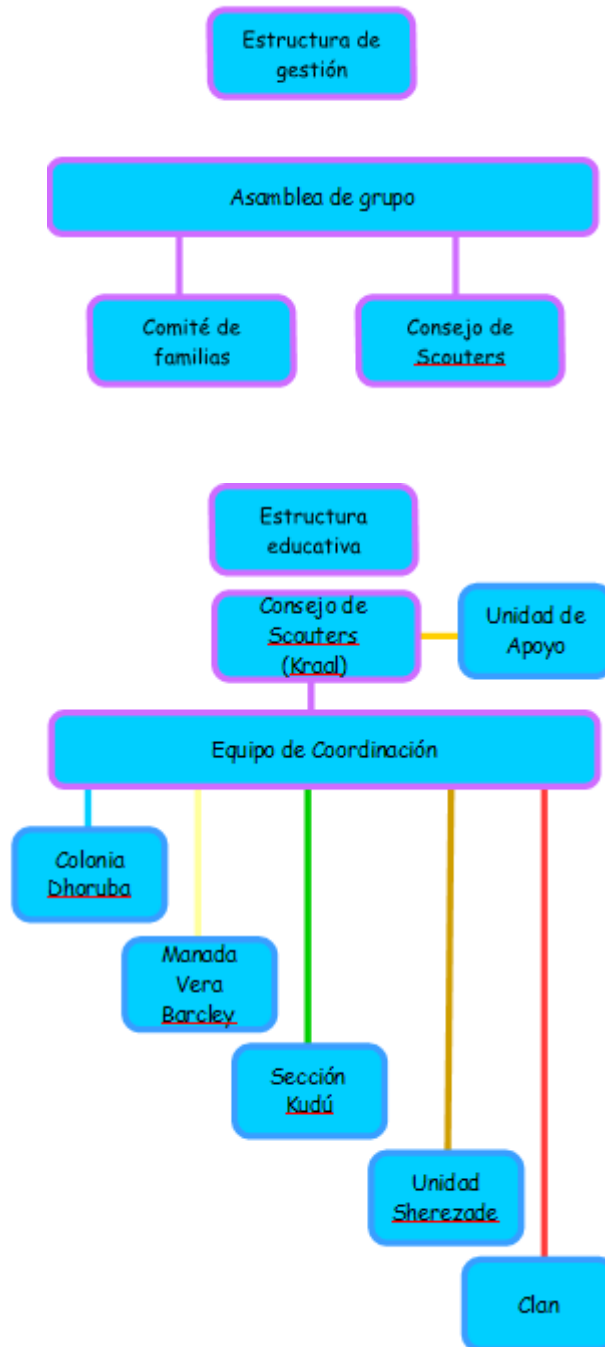 Estructura de
gestión
Asamblea de grupo
Comité de
familias
Consejo de
Scouters
Estructura
educativa
Consejo de
Scouters
(Kraal)
Unidad de
Apoyo
Equipo de Coordinación
Colonia
Dhoruba
Manada
Vera
Barcley
Sección
Kudú
Unidad
Sherezade
Clan